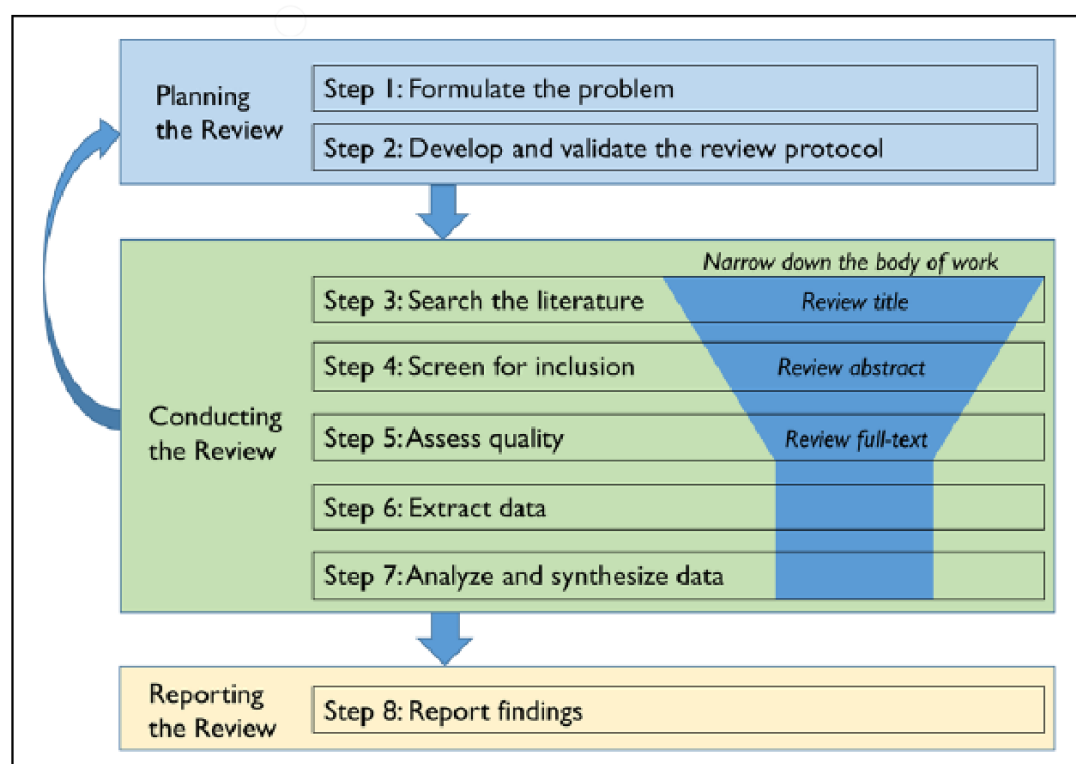 Planning
the Review
Step 1: Formulate the problem
Step 2: Develop and validate the review protocol
Conducting
the Review
Narrow down the body of work
Step 3: Search the literature
Review title
Step 4: Screen for inclusion
Review abstract
Step 5: Assess quality
Review full-text
Step 6: Extract data
Step 7: Analyze and synthesize data
Reporting
the Review
Step 8: Report findings